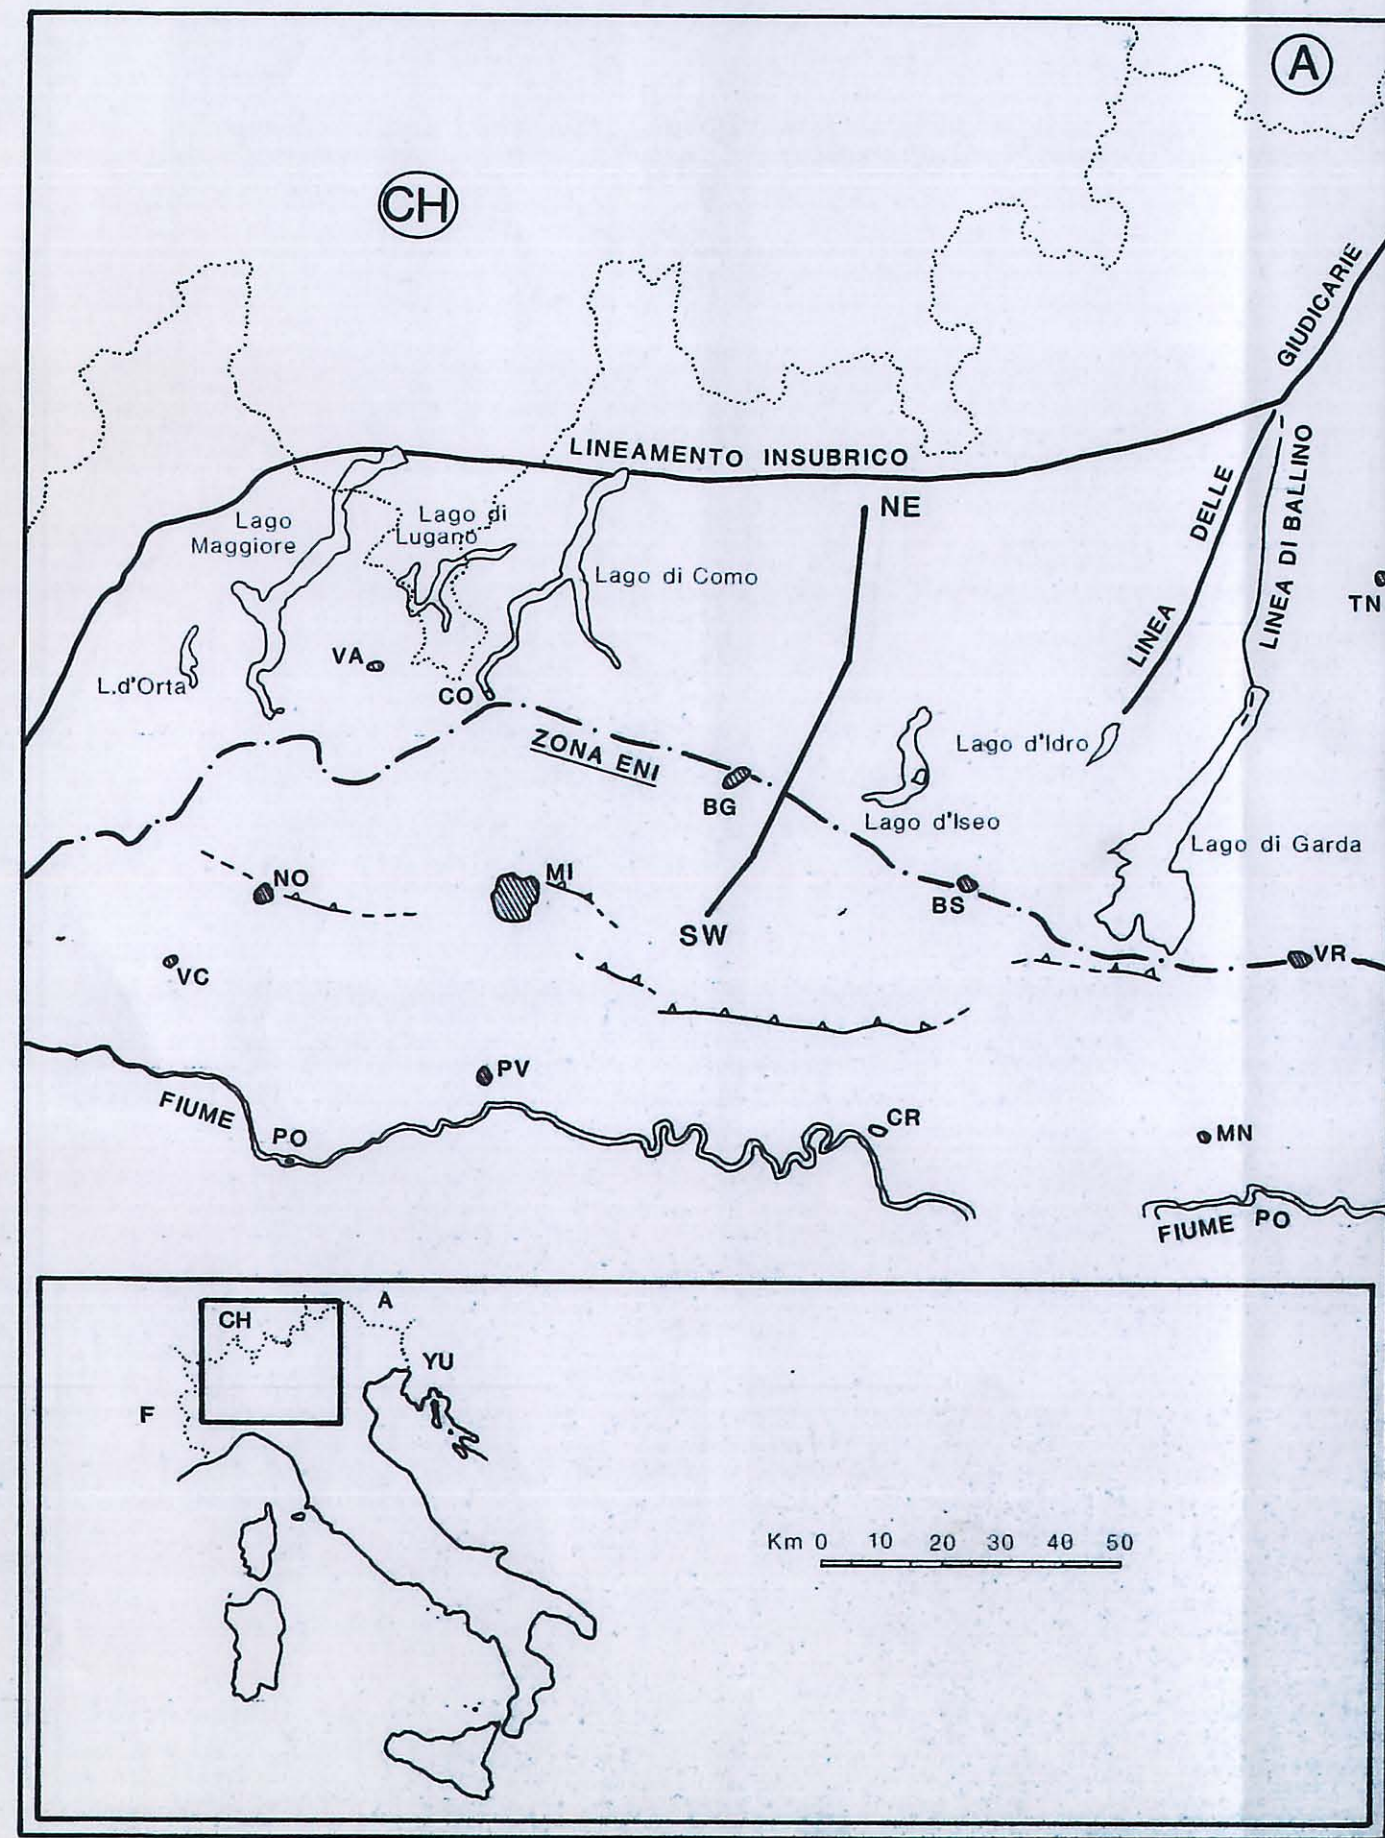 A
CH
GIUDICARIE
LINEAMENTO INSUBRICO
NE
DELLE
LINEA DI BALLINO
Lago
Maggiore
Lago di
Lugano
Lago di Como
TN
LINEA
VA
L.d'Orta
CO
ZONA ENI
Lago d'Idro
BG
Lago d'Iseo
Lago di Garda
NO
MI
BS
SW
VR
VC
PV
FIUME
PO
CR
MN
FIUME PO
CH
A
YU
F
Km 0 10 20 30 40 50